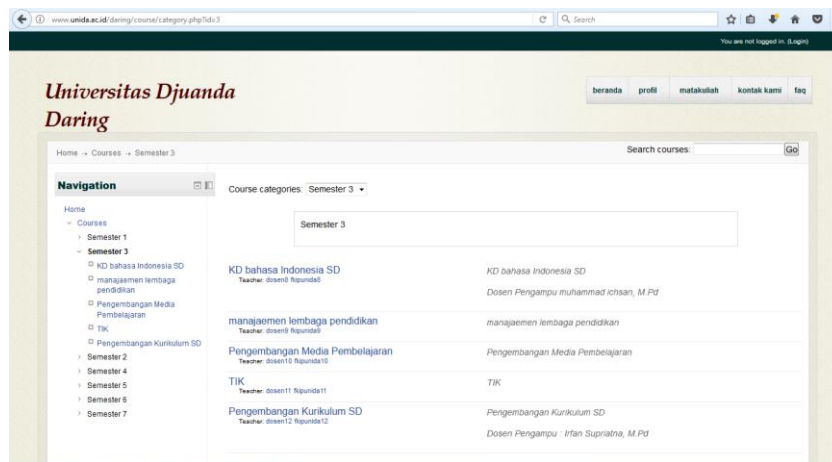 www.unida.ac.id/daring/course/category.php?id=3
Search
You are not logged in. (Login)
Universitas Djuanda
Daring
beranda profil matakuliah kontak kami faq
Home → Courses → Semester 3
Search courses: Go
Navigation
Home
Courses
Semester 1
Semester 3
KD bahasa Indonesia SD
manajaemen lembaga
pendidikan
Pengembangan Media
Pembelajaran
TIK
Pengembangan Kurikulum SD
Semester 2
Semester 4
Semester 5
Semester 6
Semester 7
Course categories: Semester 3
Semester 3
KD bahasa Indonesia SD
Teacher: dosen8 fkipunida8
KD bahasa Indonesia SD
Dosen Pengampu muhammad ichsan, M.Pd
manajaemen lembaga pendidikan
Teacher: dosen9 fkipunida9
manajaemen lembaga pendidikan
Pengembangan Media Pembelajaran
Teacher: dosen10 fkipunida10
Pengembangan Media Pembelajaran
TIK
Teacher: dosen11 fkipunida11
TIK
Pengembangan Kurikulum SD
Teacher: dosen12 fkipunida12
Pengembangan Kurikulum SD
Dosen Pengampu : Irfan Supriatna, M.Pd